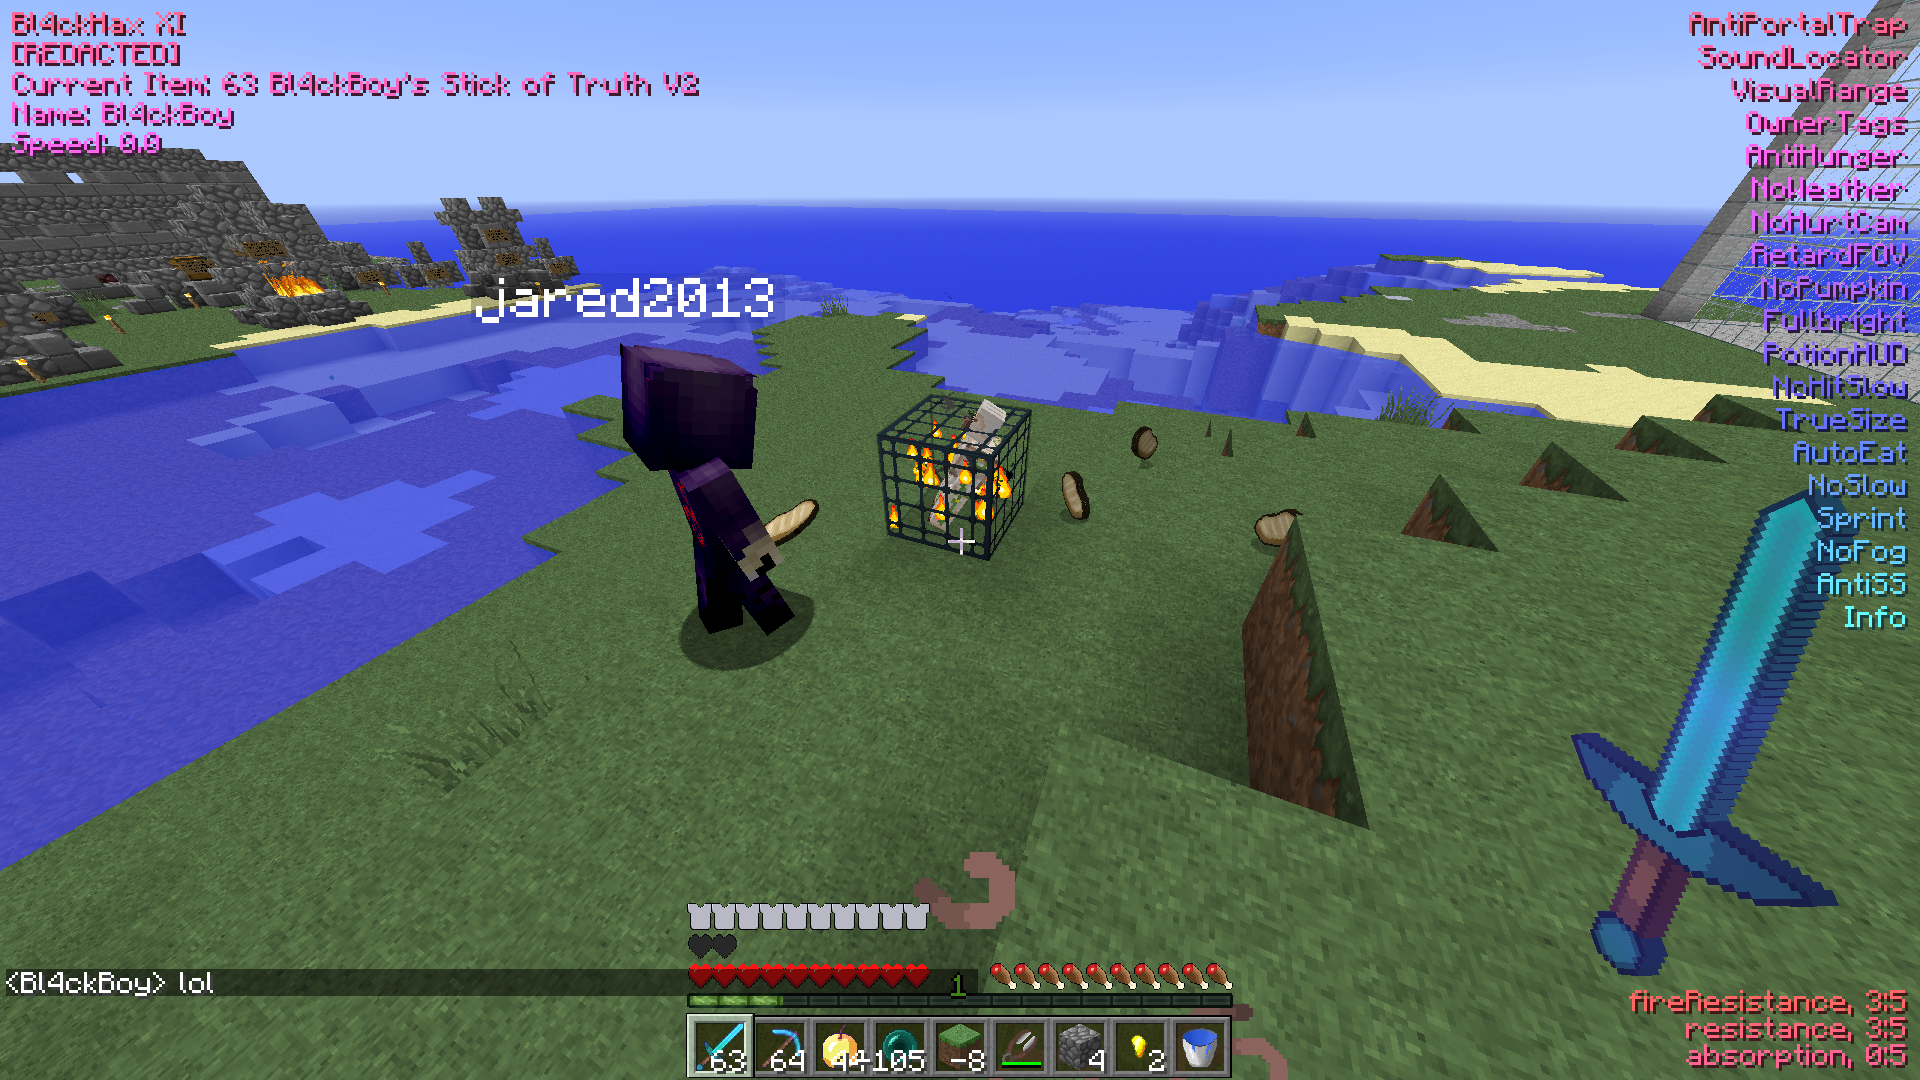 Bl4ckHax XI
[REDACTED]
Current Item: 63 Bl4ckBoy's Stick of Truth V2
Name: Bl4ckBoy
Speed: 0.0
AntiPortalTrap
SoundLocator
VisualRange
OwnerTags
AntiHunger
NoWeather
NoHurtCam
RetardFOV
NoPumpkin
Fullbright
PotionHUD
NoHitSlow
TrueSize
AutoEat
NoSlow
Sprint
NoFog
AntiSS
Info
jared2013
<Bl4ckBoy> lol
1
63 64 44 -105 -8 4 2
fireResistance, 3:5
resistance, 3:5
absorption, 0:5